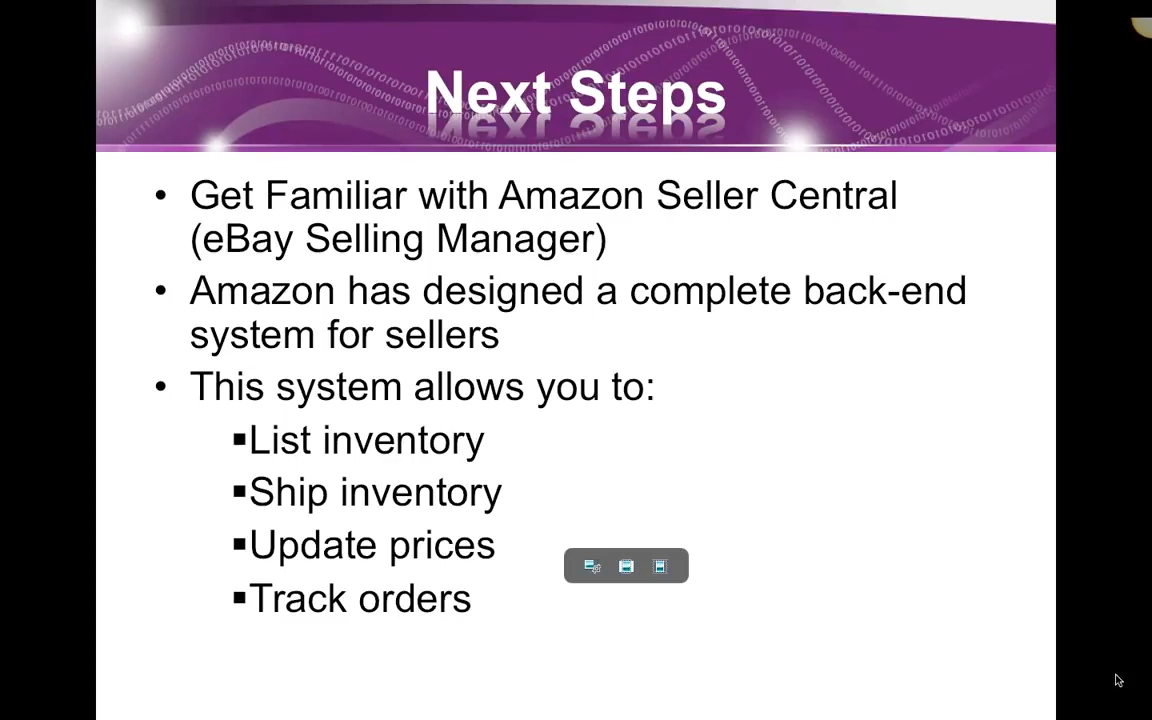 Next Steps
• Get Familiar with Amazon Seller Central
(eBay Selling Manager)
• Amazon has designed a complete back-end
system for sellers
• This system allows you to:
▪List inventory
▪Ship inventory
▪Update prices
▪Track orders